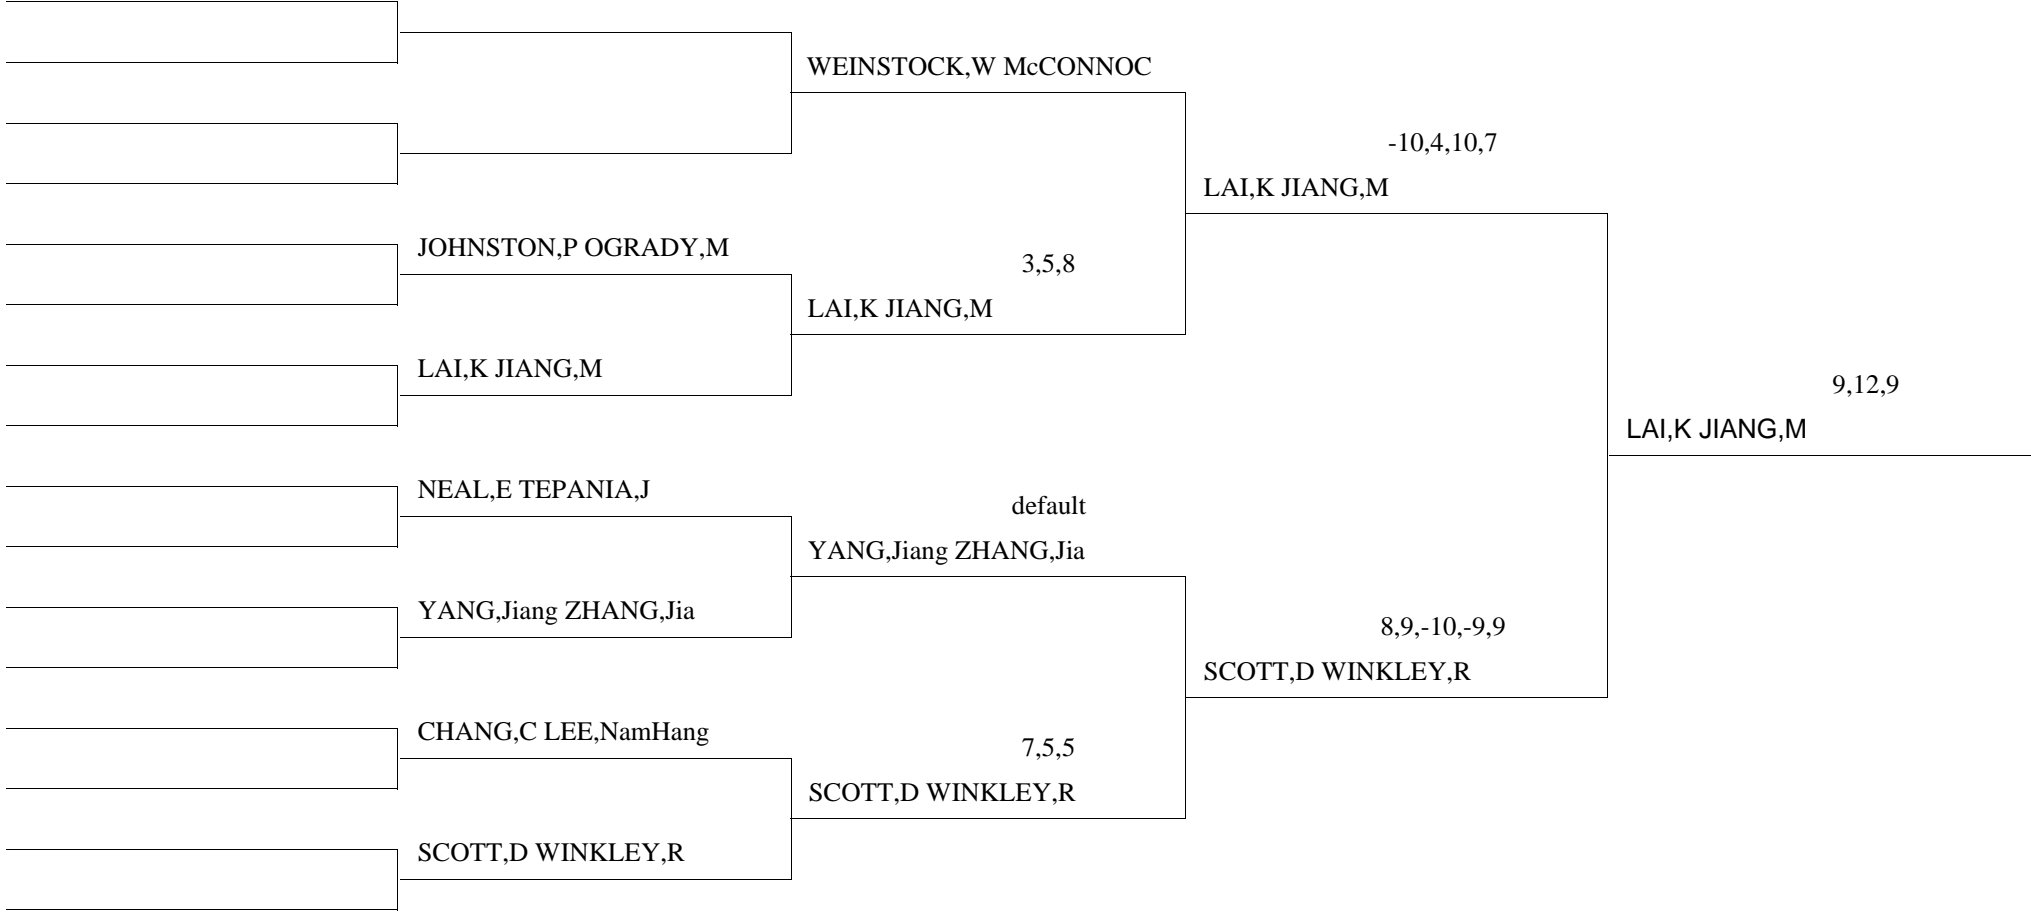 WEINSTOCK,W McCONNOC
-10,4,10,7
LAI,K JIANG,M
JOHNSTON,P OGRADY,M
3,5,8
LAI,K JIANG,M
LAI,K JIANG,M
9,12,9
LAI,K JIANG,M
NEAL,E TEPANIA,J
default
YANG,Jiang ZHANG,Jia
YANG,Jiang ZHANG,Jia
8,9,-10,-9,9
SCOTT,D WINKLEY,R
CHANG,C LEE,NamHang
7,5,5
SCOTT,D WINKLEY,R
SCOTT,D WINKLEY,R